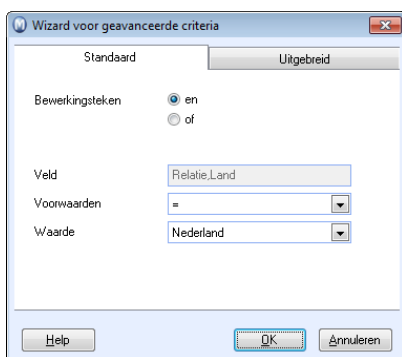 Wizard voor geavanceerde criteria
Standaard Uitgebreid
Bewerkingsteken en
of
Veld Relatie,Land
Voorwaarden =
Waarde Nederland
Help OK Annuleren